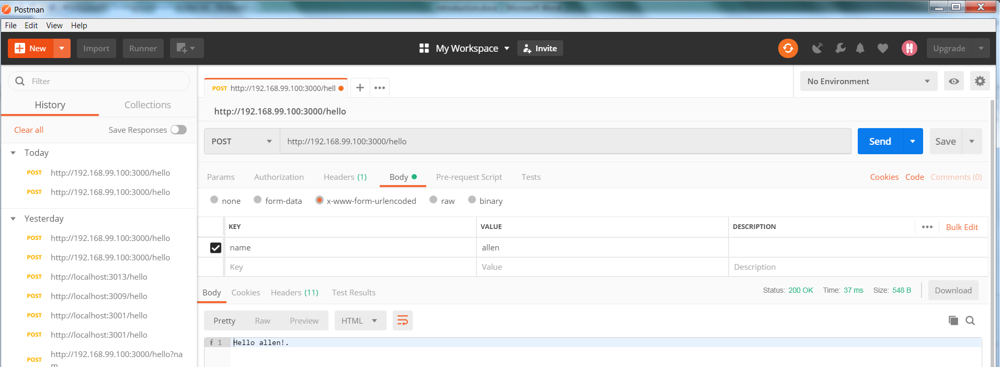 Postman
File Edit View Help
New Import Runner My Workspace Invite Upgrade
Filter
History Collections
Clear all Save Responses
Today
POST http://192.168.99.100:3000/hello
POST http://192.168.99.100:3000/hello
Yesterday
POST http://192.168.99.100:3000/hello
POST http://192.168.99.100:3000/hello
POST http://localhost:3013/hello
POST http://localhost:3009/hello
POST http://localhost:3001/hello
POST http://localhost:3001/hello
POST http://192.168.99.100:3000/hello?na
m
POST http://192.168.99.100:3000/hell
No Environment
http://192.168.99.100:3000/hello
POST http://192.168.99.100:3000/hello Send Save
Params Authorization Headers (1) Body Pre-request Script Tests Cookies Code Comments (0)
none form-data x-www-form-urlencoded raw binary
KEY VALUE DESCRIPTION Bulk Edit
name allen
Key Value Description
Body Cookies Headers (11) Test Results Status: 200 OK Time: 37 ms Size: 548 B Download
Pretty Raw Preview HTML
i 1 Hello allen!.